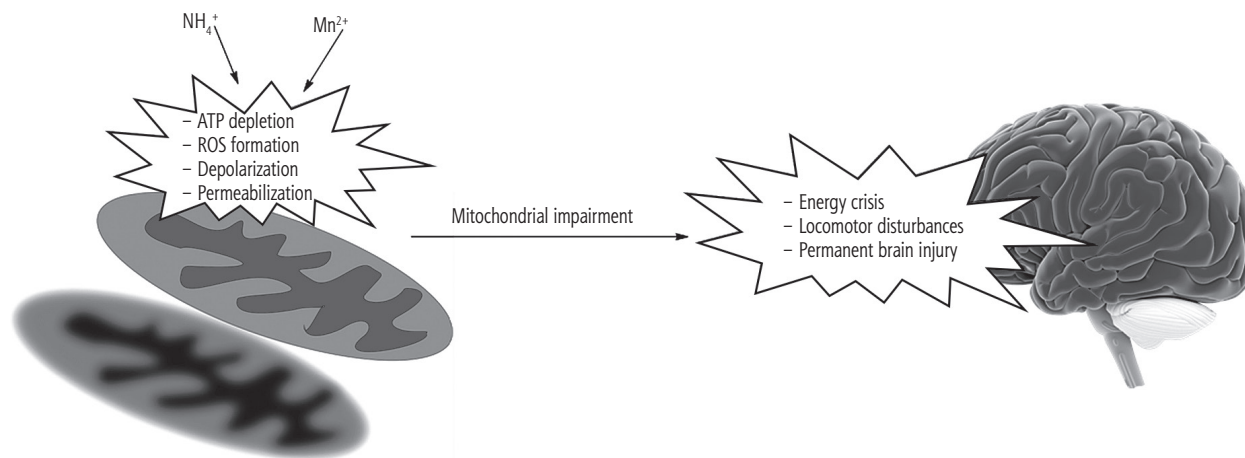 NH₄⁺
Mn²⁺
– ATP depletion
– ROS formation
– Depolarization
– Permeabilization
Mitochondrial impairment
– Energy crisis
– Locomotor disturbances
– Permanent brain injury